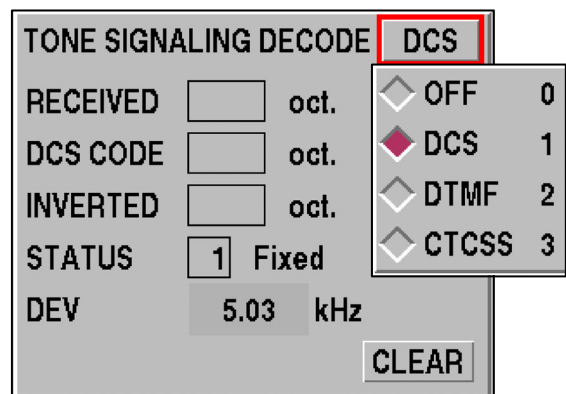 TONE SIGNALING DECODE DCS
RECEIVED oct.
DCS CODE oct.
INVERTED oct.
STATUS 1 Fixed
DEV 5.03 kHz
CLEAR
OFF 0
DCS 1
DTMF 2
CTCSS 3